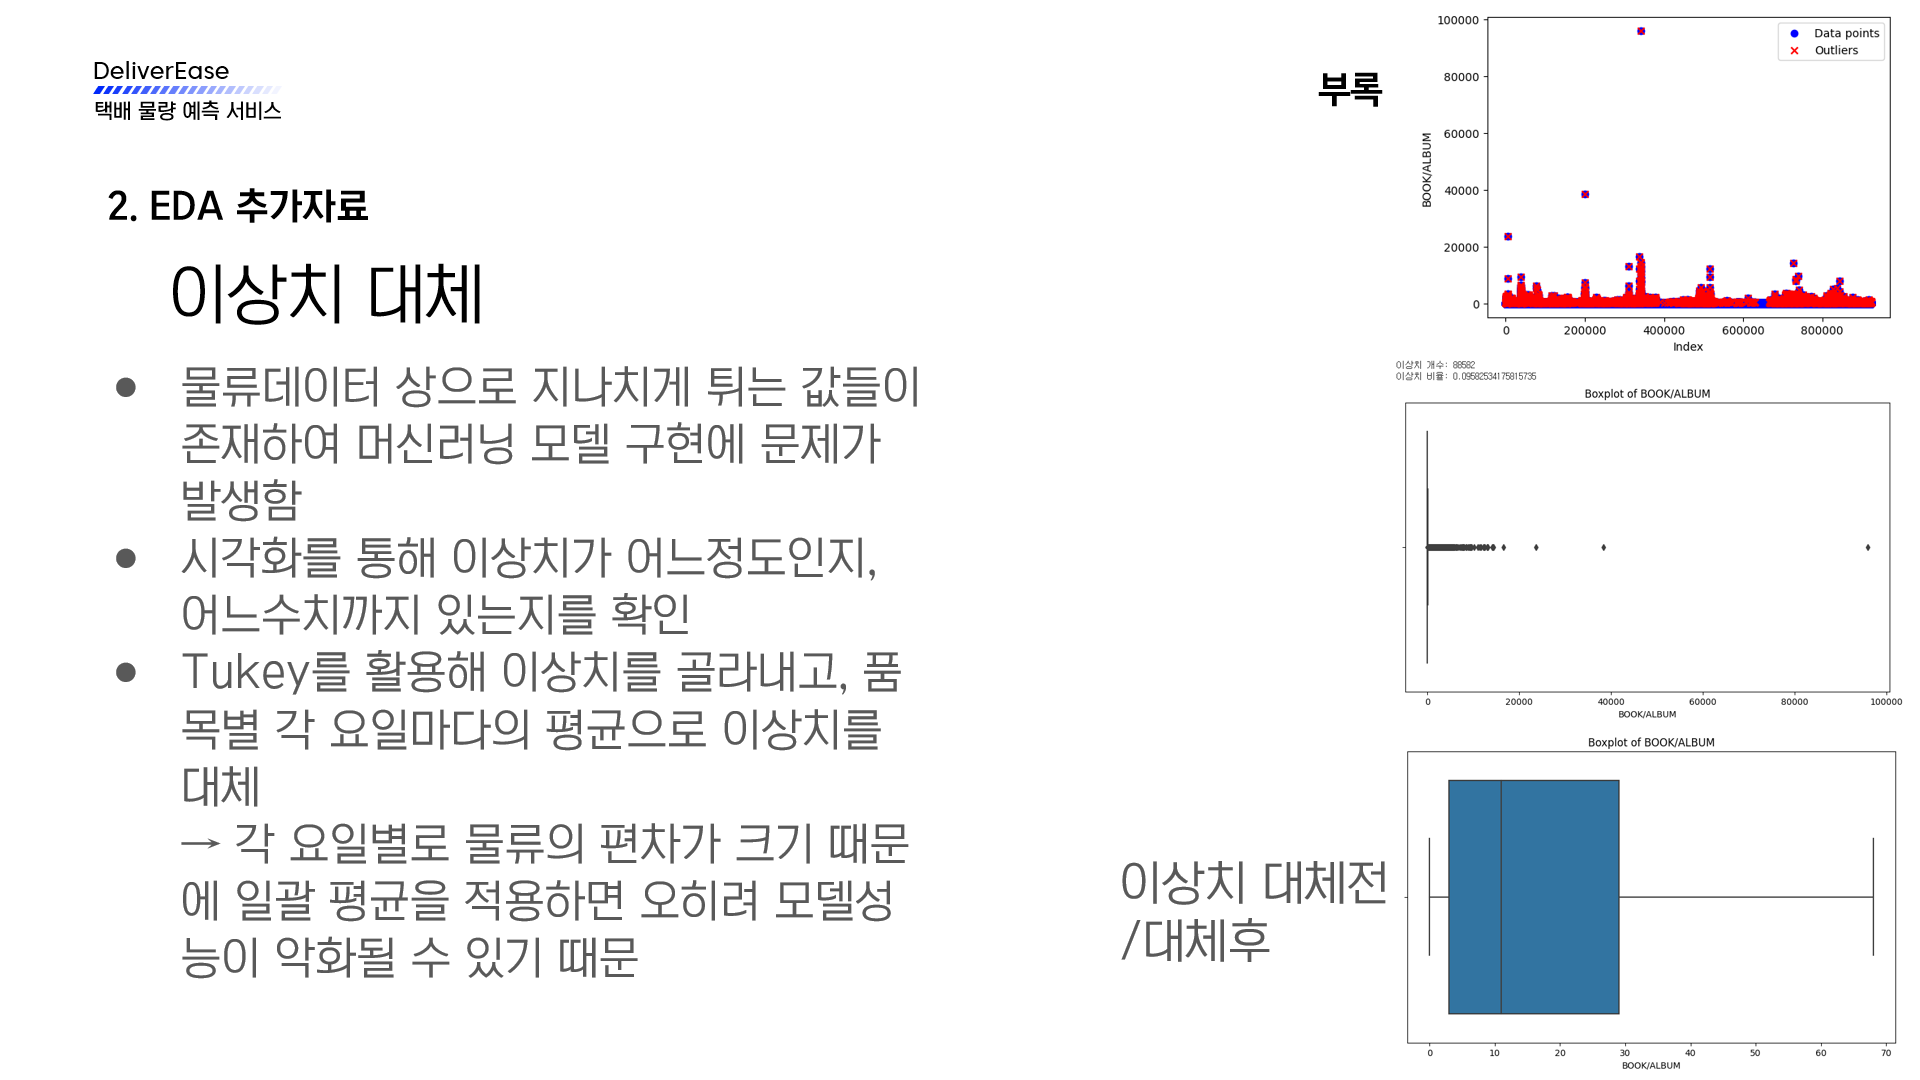 DeliverEase
택배 물량 예측 서비스
부록
2. EDA 추가자료
이상치 대체
● 물류데이터 상으로 지나치게 튀는 값들이
존재하여 머신러닝 모델 구현에 문제가
발생함
● 시각화를 통해 이상치가 어느정도인지,
어느수치까지 있는지를 확인
● Tukey를 활용해 이상치를 골라내고, 품
목별 각 요일마다의 평균으로 이상치를
대체
→ 각 요일별로 물류의 편차가 크기 때문
에 일괄 평균을 적용하면 오히려 모델성
능이 악화될 수 있기 때문
100000
80000
60000
40000
20000
0
BOOK/ALBUM
Data points
Outliers
0 200000 400000 600000 800000
Index
이상치 개수: 88582
이상치 비율: 0.09582534175815735
Boxplot of BOOK/ALBUM
0 20000 40000 60000 80000 100000
BOOK/ALBUM
이상치 대체전
/대체후
Boxplot of BOOK/ALBUM
0 10 20 30 40 50 60 70
BOOK/ALBUM